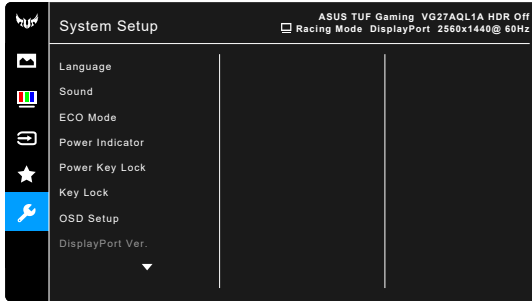 System Setup
ASUS TUF Gaming VG27AQL1A HDR Off
Racing Mode DisplayPort 2560x1440@ 60Hz
Language
Sound
ECO Mode
Power Indicator
Power Key Lock
Key Lock
OSD Setup
DisplayPort Ver.